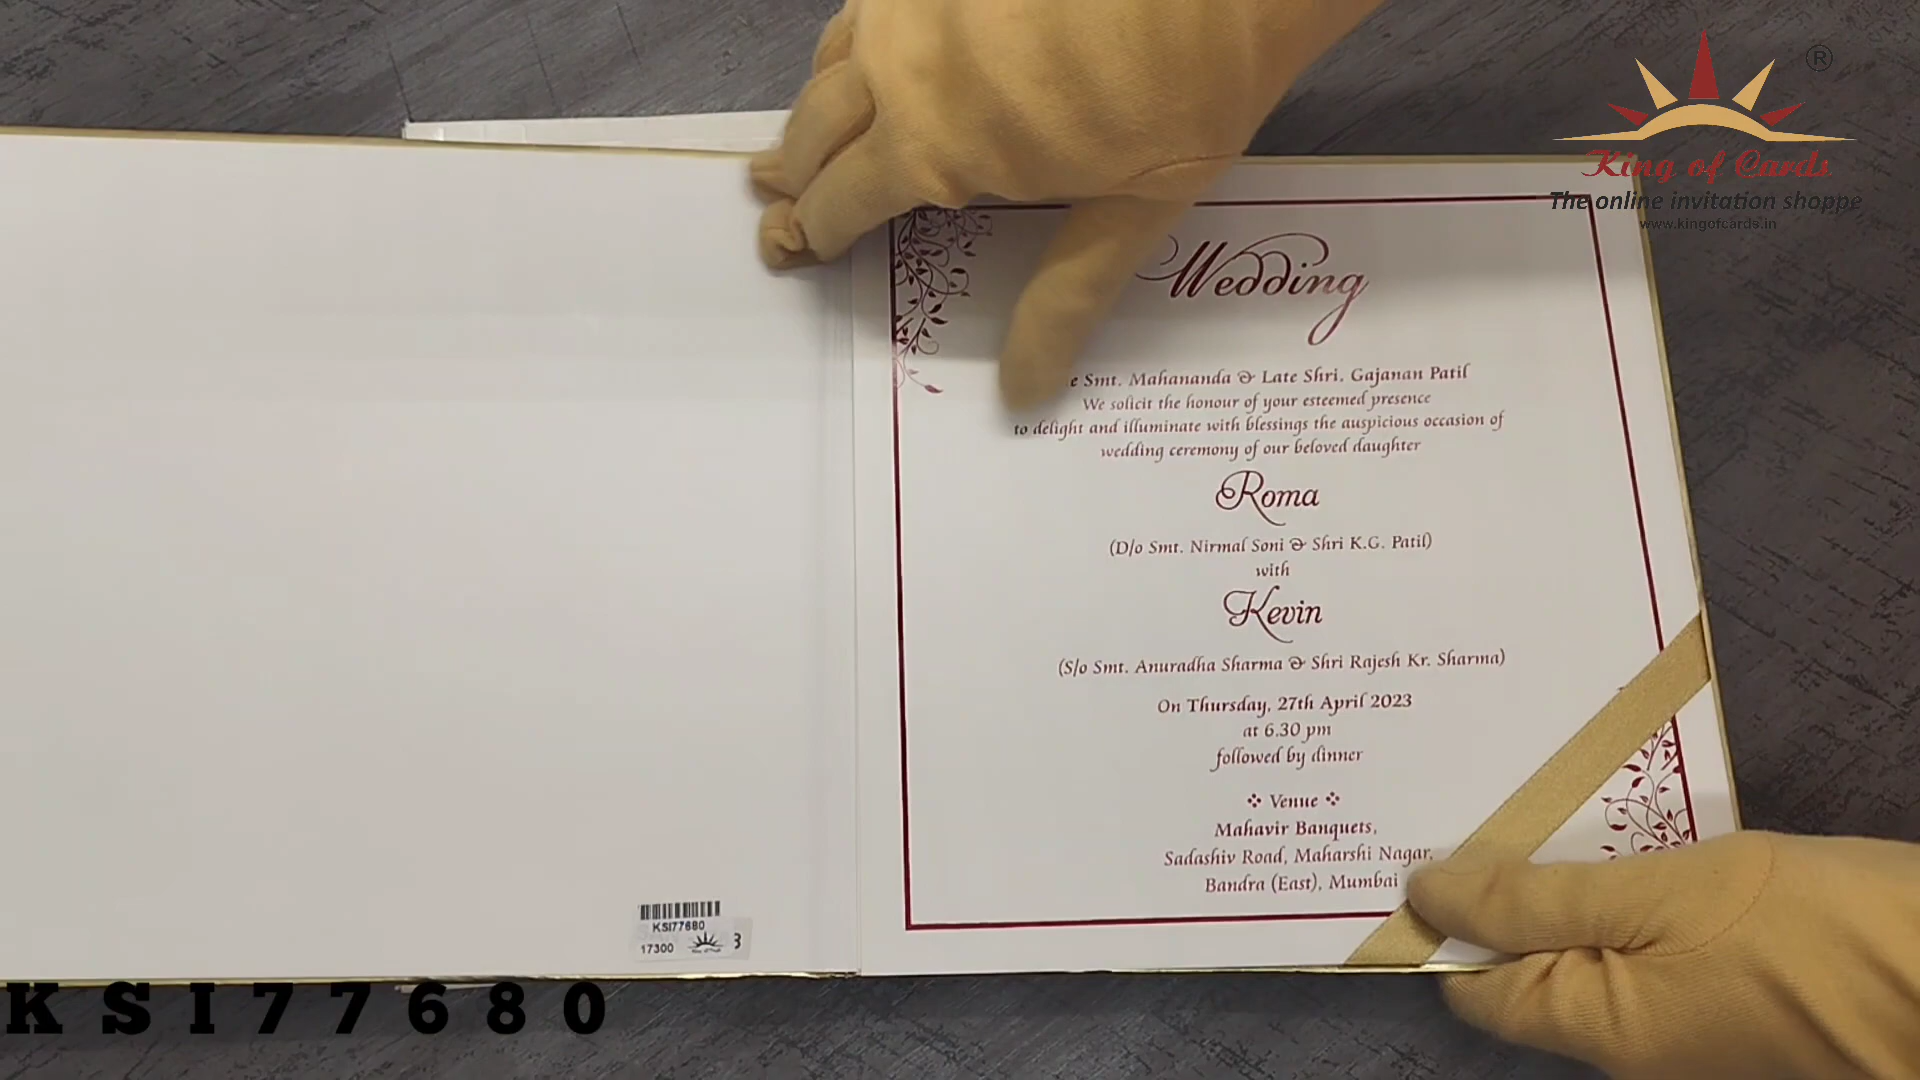 ®
King of Cards
The online invitation shoppe
www.kingofcards.in
Wedding
Smt. Mahananda & Late Shri. Gajanan Patil
We solicit the honour of your esteemed presence
to delight and illuminate with blessings the auspicious occasion of
wedding ceremony of our beloved daughter
Roma
(D/o Smt. Nirmal Soni & Shri K.G. Patil)
with
Kevin
(S/o Smt. Anuradha Sharma & Shri Rajesh Kr. Sharma)
On Thursday, 27th April 2023
at 6.30 pm
followed by dinner
Venue
Mahavir Banquets,
Sadashiv Road, Maharshi Nagar,
Bandra (East), Mumbai
KSI77680
17300
KSI77680